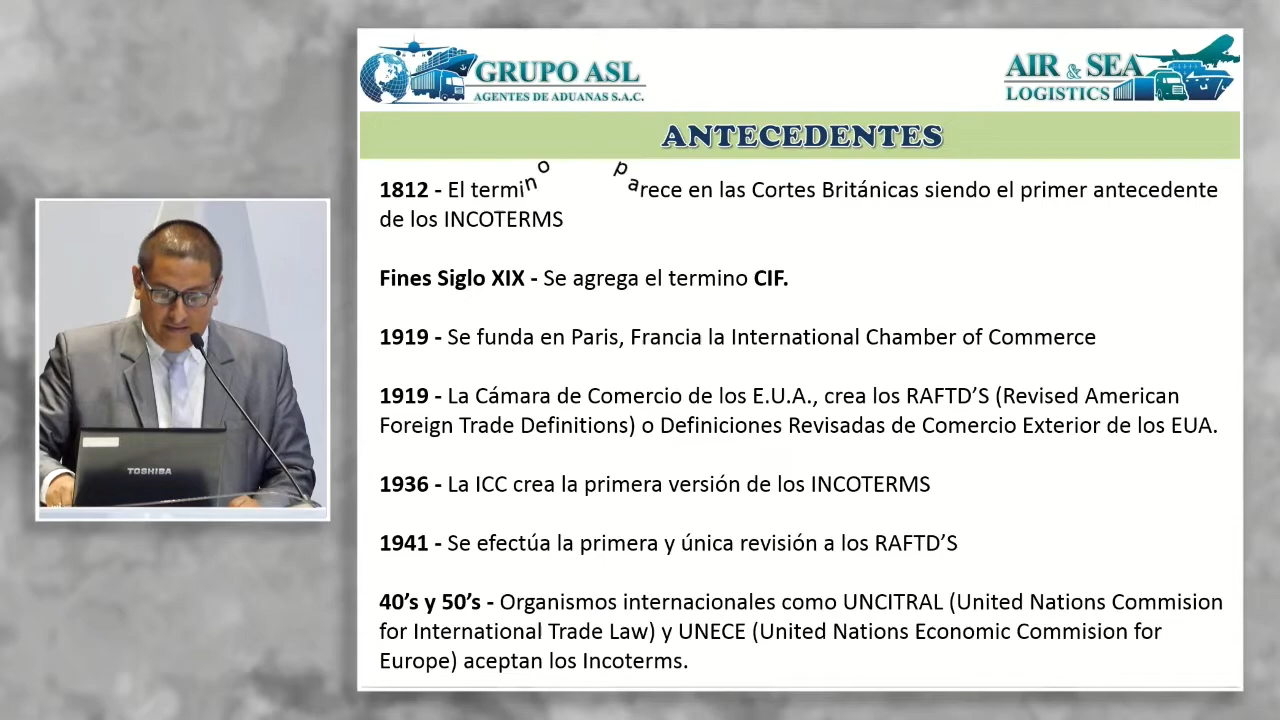 GRUPO ASL
AGENTES DE ADUANAS S.A.C.
AIR & SEA
LOGISTICS
ANTECEDENTES
1812 - El termino parece en las Cortes Británicas siendo el primer antecedente
de los INCOTERMS
Fines Siglo XIX - Se agrega el termino CIF.
1919 - Se funda en Paris, Francia la International Chamber of Commerce
1919 - La Cámara de Comercio de los E.U.A., crea los RAFTD'S (Revised American
Foreign Trade Definitions) o Definiciones Revisadas de Comercio Exterior de los EUA.
1936 - La ICC crea la primera versión de los INCOTERMS
1941 - Se efectúa la primera y única revisión a los RAFTD'S
40's y 50's - Organismos internacionales como UNCITRAL (United Nations Commision
for International Trade Law) y UNECE (United Nations Economic Commision for
Europe) aceptan los Incoterms.
TOSHIBA